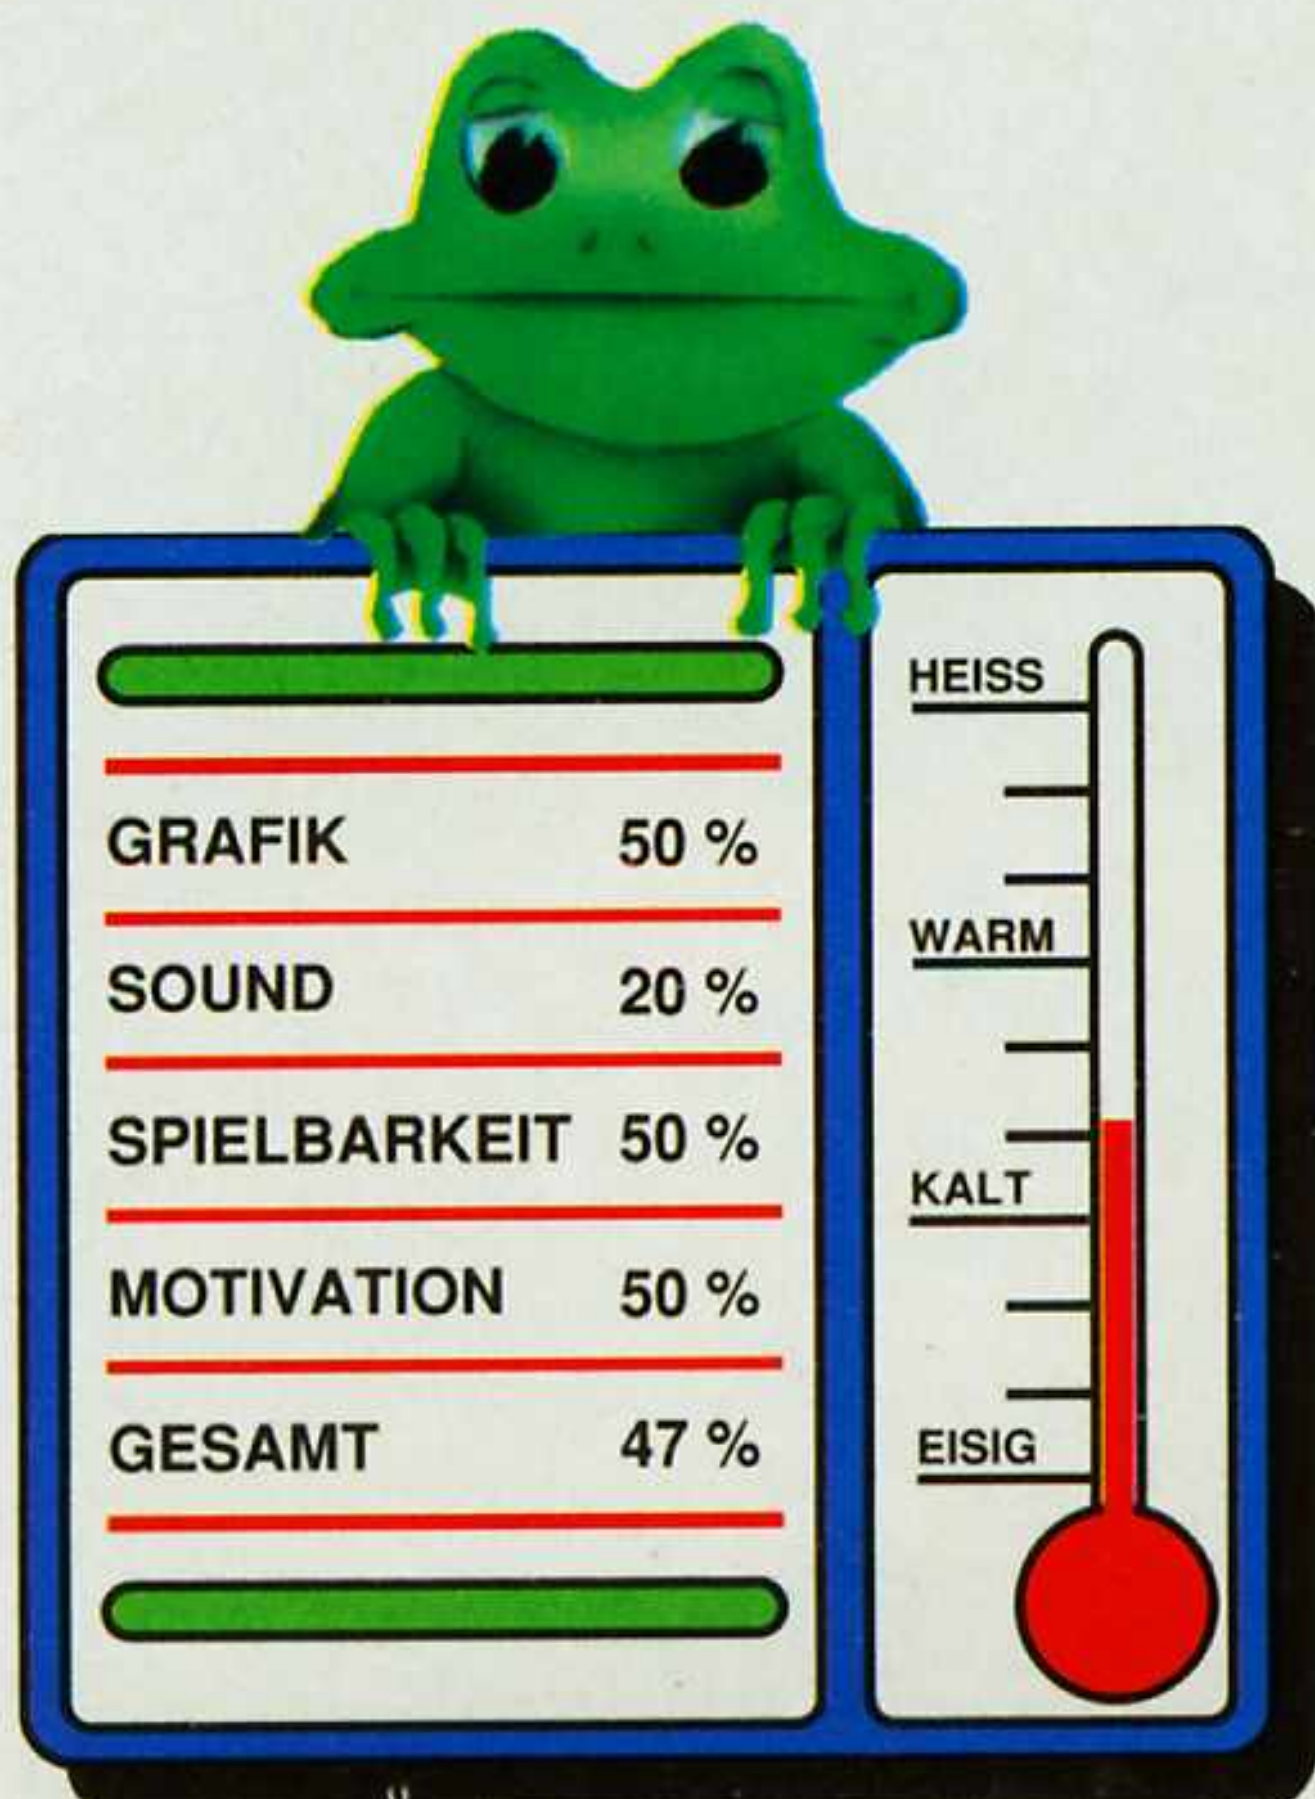 GRAFIK 50 %
SOUND 20 %
SPIELBARKEIT 50 %
MOTIVATION 50 %
GESAMT 47 %
HEISS
WARM
KALT
EISIG